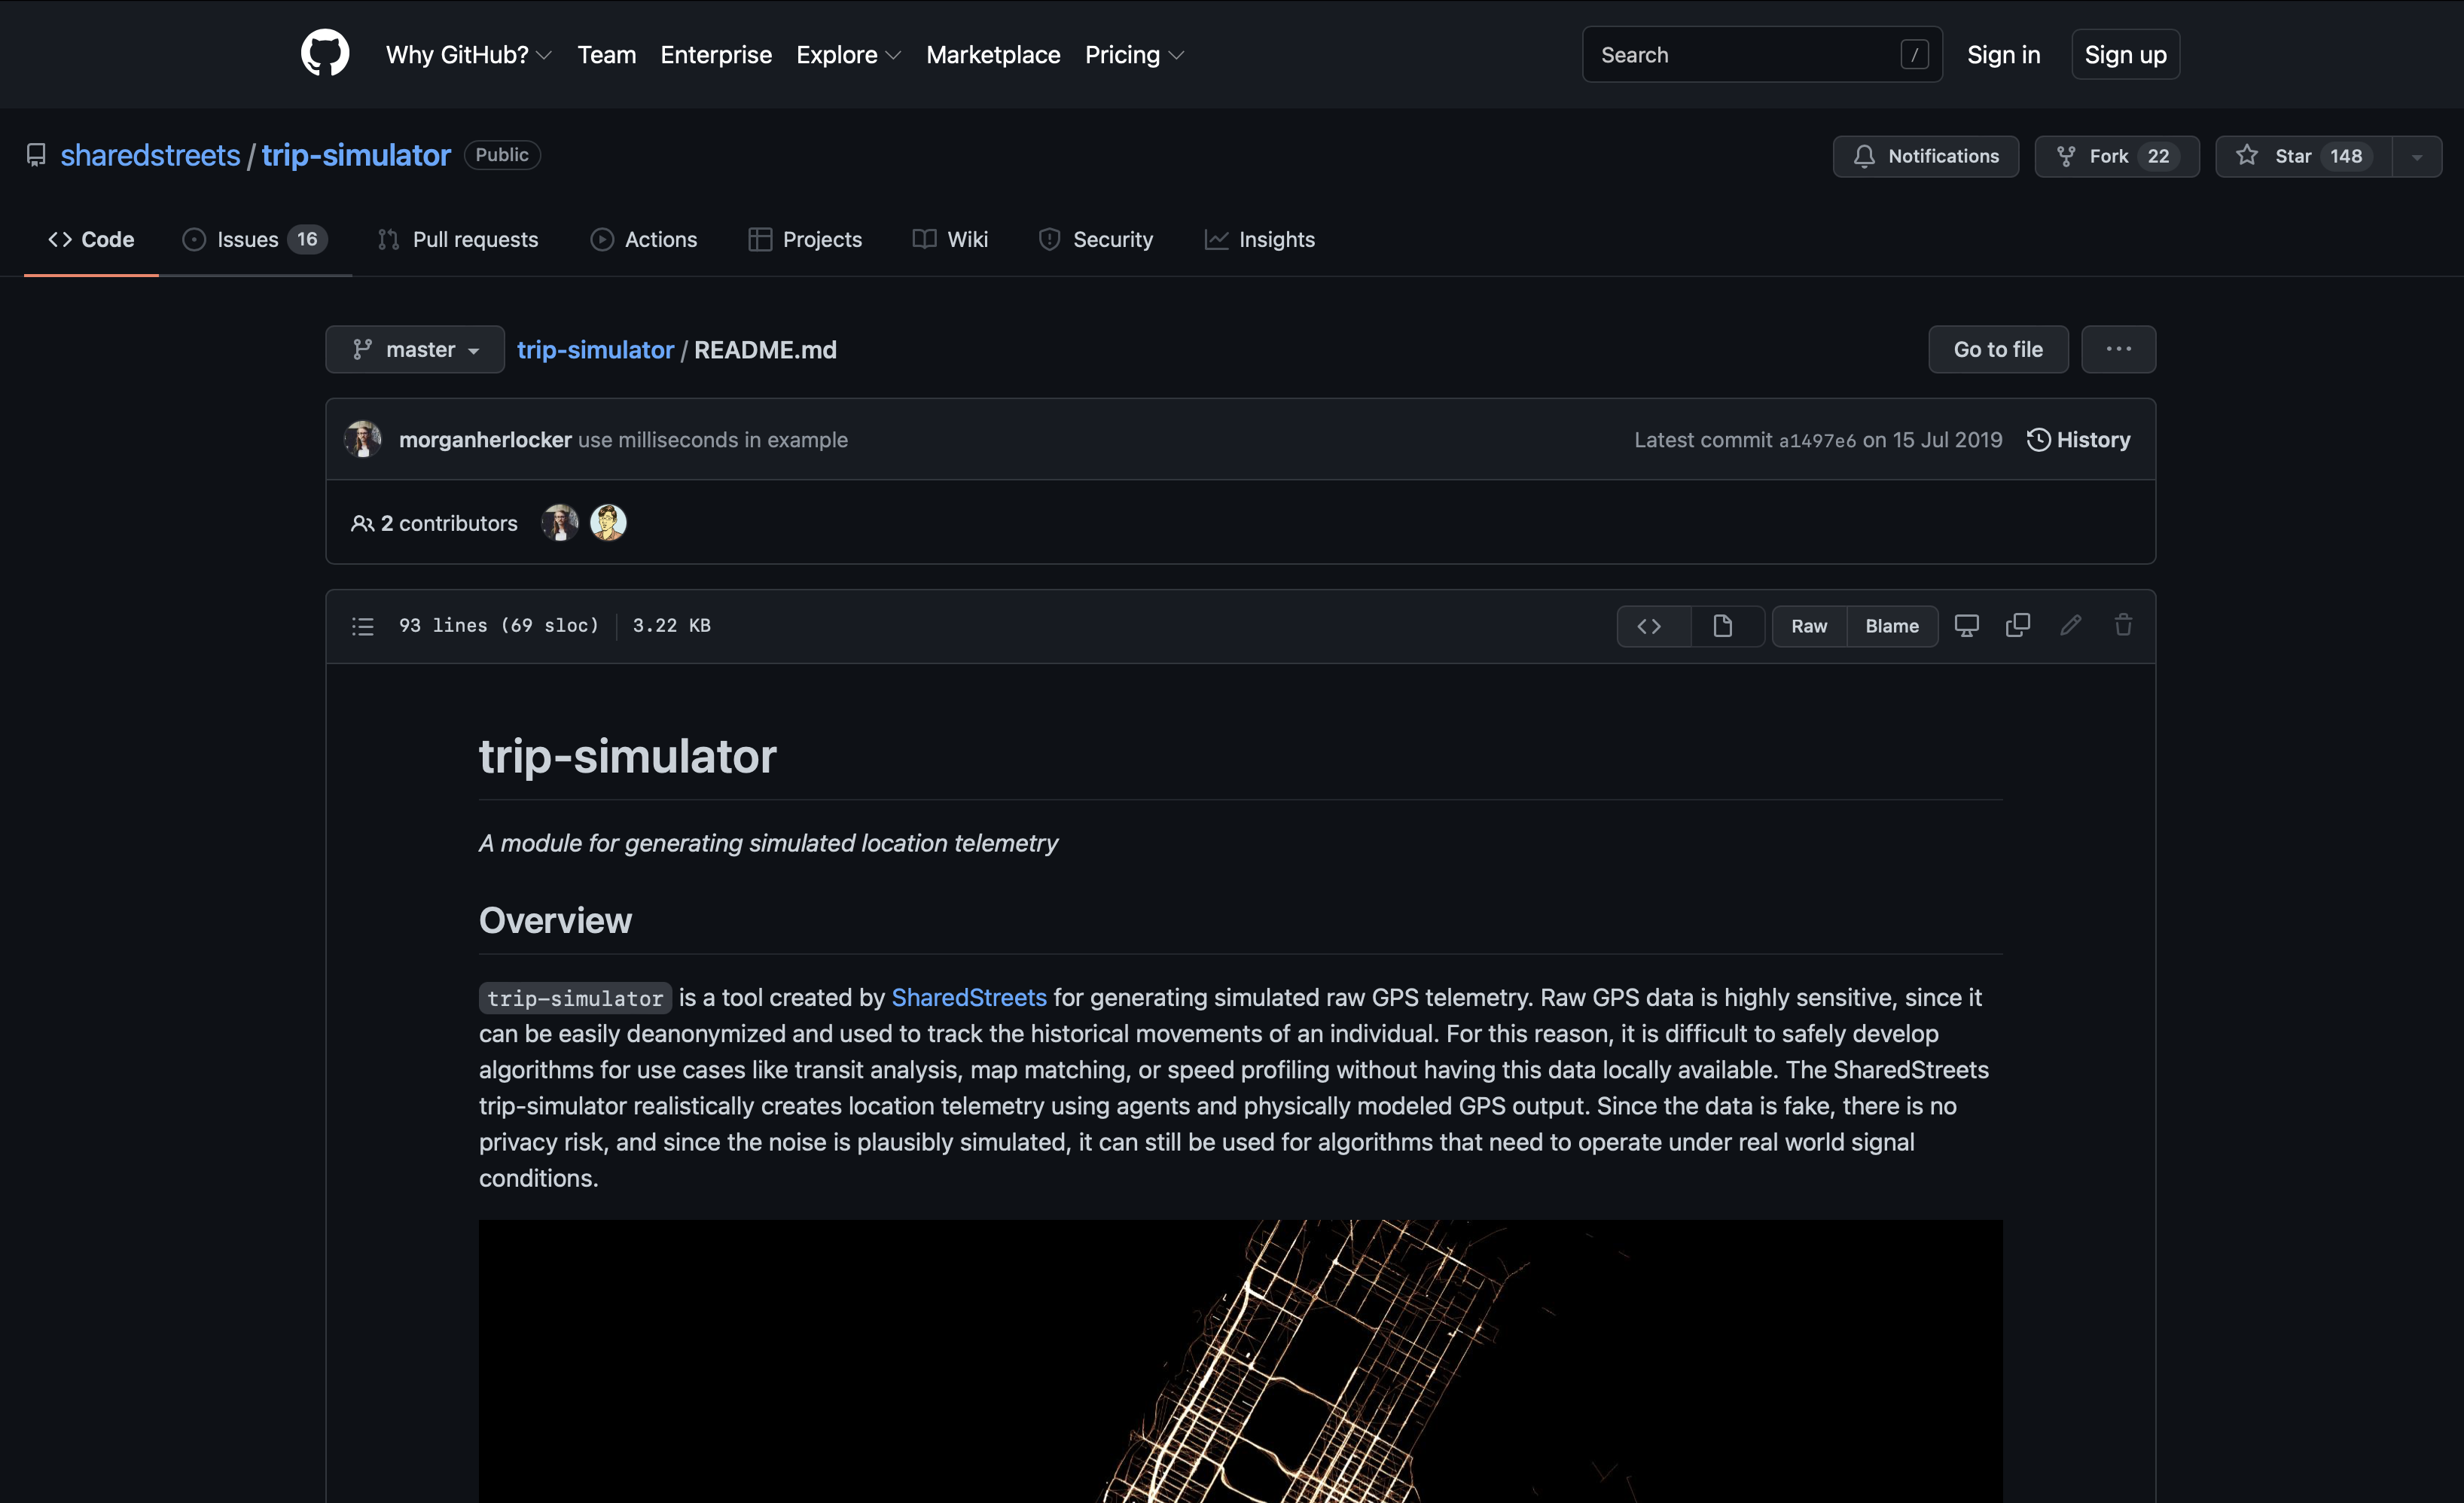 Why GitHub? Team Enterprise Explore Marketplace Pricing Search / Sign in Sign up
sharedstreets / trip-simulator Public Notifications Fork 22 Star 148
Code Issues 16 Pull requests Actions Projects Wiki Security Insights
master trip-simulator / README.md Go to file ...
morganherlocker use milliseconds in example Latest commit a1497e6 on 15 Jul 2019 History
2 contributors
93 lines (69 sloc) 3.22 KB <> Raw Blame
trip-simulator
A module for generating simulated location telemetry
Overview
trip-simulator is a tool created by SharedStreets for generating simulated raw GPS telemetry. Raw GPS data is highly sensitive, since it
can be easily deanonymized and used to track the historical movements of an individual. For this reason, it is difficult to safely develop
algorithms for use cases like transit analysis, map matching, or speed profiling without having this data locally available. The SharedStreets
trip-simulator realistically creates location telemetry using agents and physically modeled GPS output. Since the data is fake, there is no
privacy risk, and since the noise is plausibly simulated, it can still be used for algorithms that need to operate under real world signal
conditions.